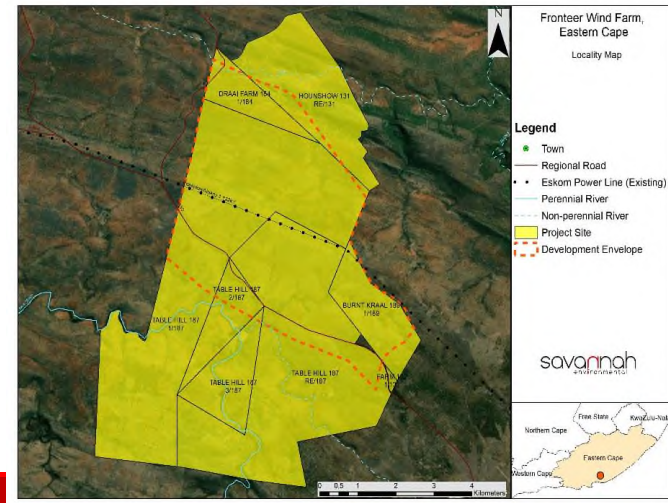 Fronteer Wind Farm,
Eastern Cape
Locality Map
N
DRAAI FARM 184
1/184
HOUNSHOW 131
RE/131
TABLE HILL 187
2/187
TABLE HILL 187
1/187
BURNT KRAAL 189
1/189
TABLE HILL 187
3/187
TABLE HILL 187
RE/187
FARM
0 0,5 1 2 3 4
Kilometers
Legend
Town
Regional Road
Eskom Power Line (Existing)
Perennial River
Non-perennial River
Project Site
Development Envelope
savannah
environmental
Free State
KwaZulu-Nata
Northern Cape
Eastern Cape
Western Cape